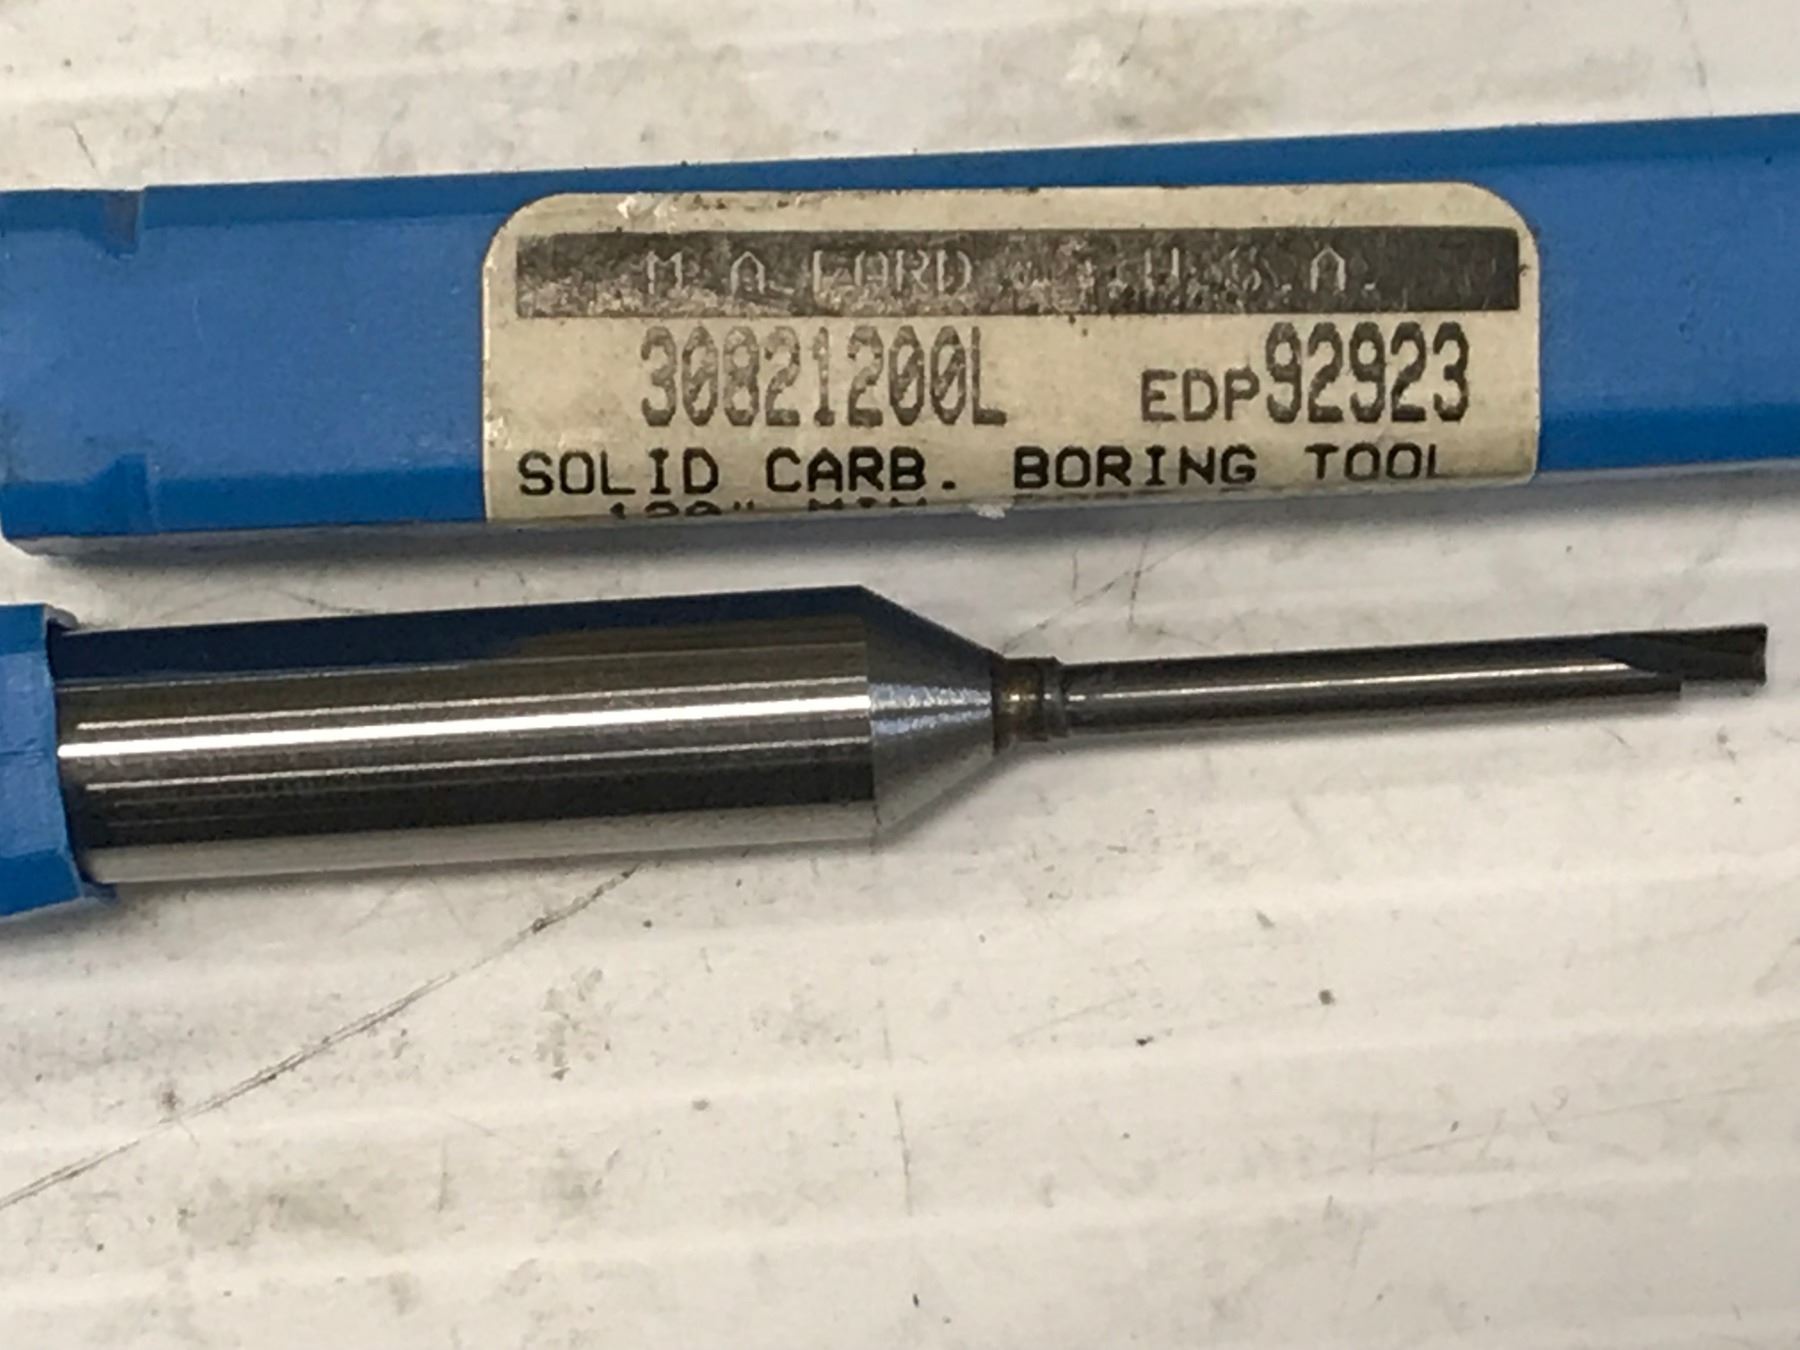 M.A.FORD U.S.A.
30821200L EDP92923
SOLID CARB. BORING TOOL